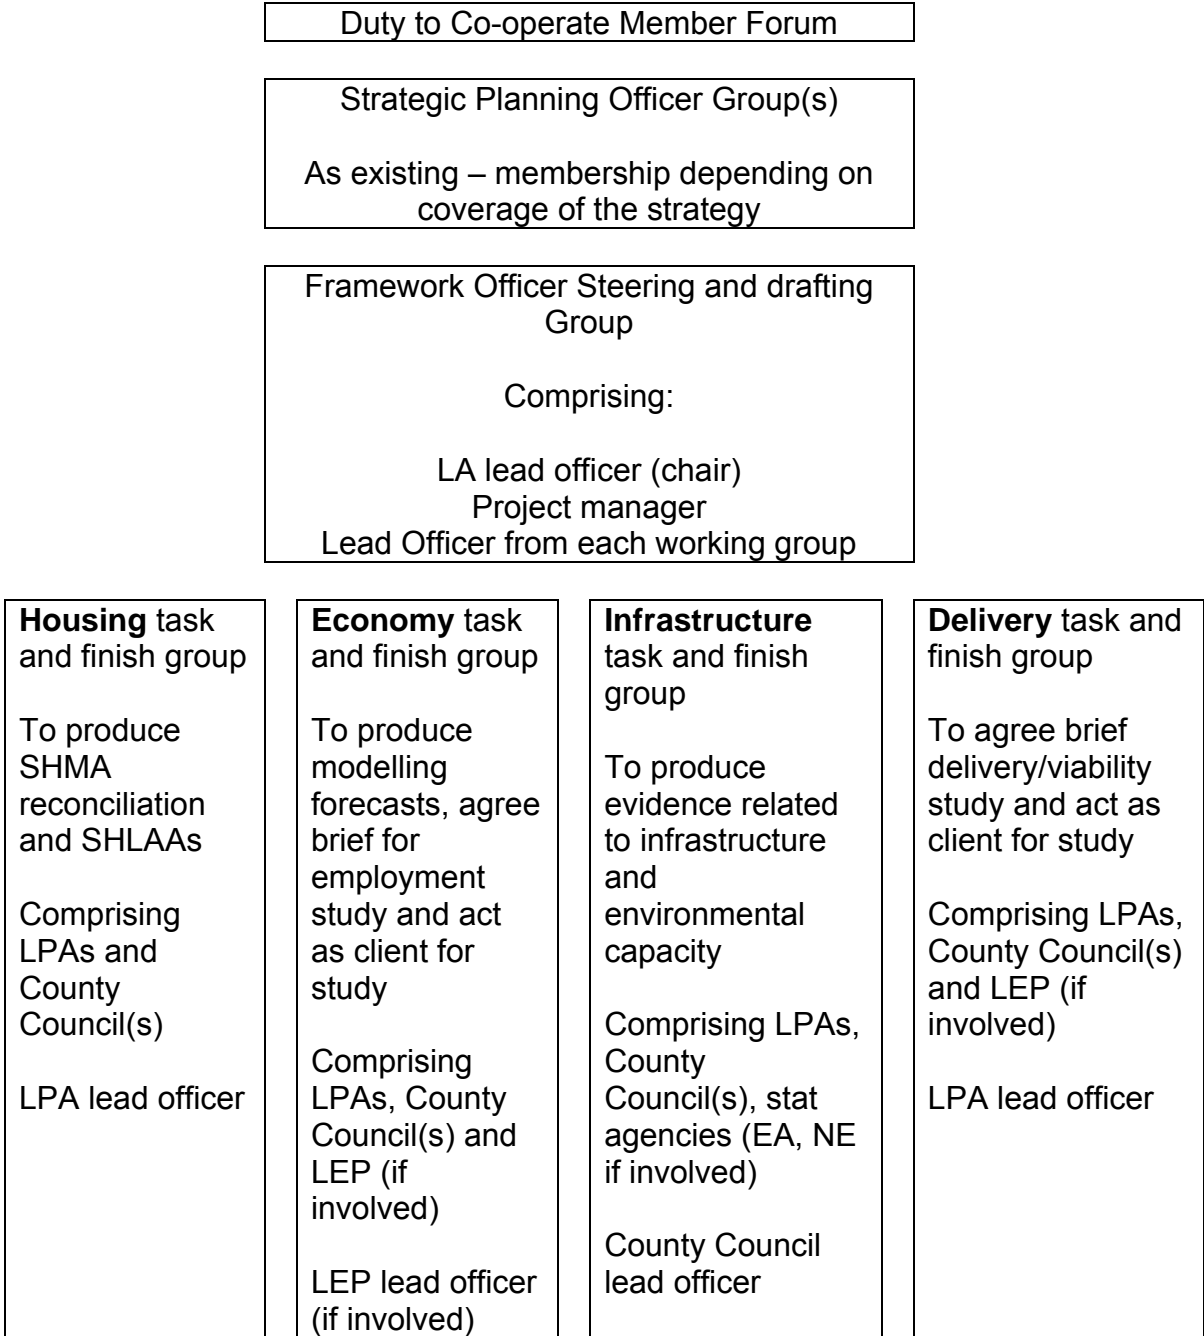 Duty to Co-operate Member Forum
Strategic Planning Officer Group(s)
As existing – membership depending on
coverage of the strategy
Framework Officer Steering and drafting
Group
Comprising:
LA lead officer (chair)
Project manager
Lead Officer from each working group
Housing task
and finish group
To produce
SHMA
reconciliation
and SHLAAs
Comprising
LPAs and
County
Council(s)
LPA lead officer
Economy task
and finish group
To produce
modelling
forecasts, agree
brief for
employment
study and act
as client for
study
Comprising
LPAs, County
Council(s) and
LEP (if
involved)
LEP lead officer
(if involved)
Infrastructure
task and finish
group
To produce
evidence related
to infrastructure
and
environmental
capacity
Comprising LPAs,
County
Council(s), stat
agencies (EA, NE
if involved)
County Council
lead officer
Delivery task and
finish group
To agree brief
delivery/viability
study and act as
client for study
Comprising LPAs,
County Council(s)
and LEP (if
involved)
LPA lead officer